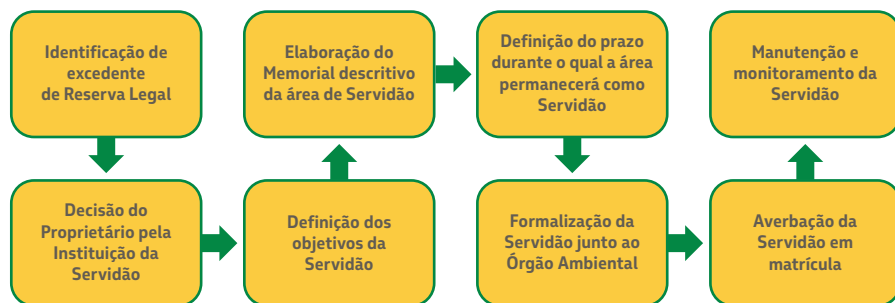 Identificação de
excedente
de Reserva Legal
Decisão do
Proprietário pela
Instituição da
Servidão
Definição dos
objetivos da
Servidão
Elaboração do
Memorial descritivo
da área de Servidão
Definição do prazo
durante o qual a área
permanecerá como
Servidão
Formalização da
Servidão junto ao
Órgão Ambiental
Averbação da
Servidão em
matrícula
Manutenção e
monitoramento da
Servidão